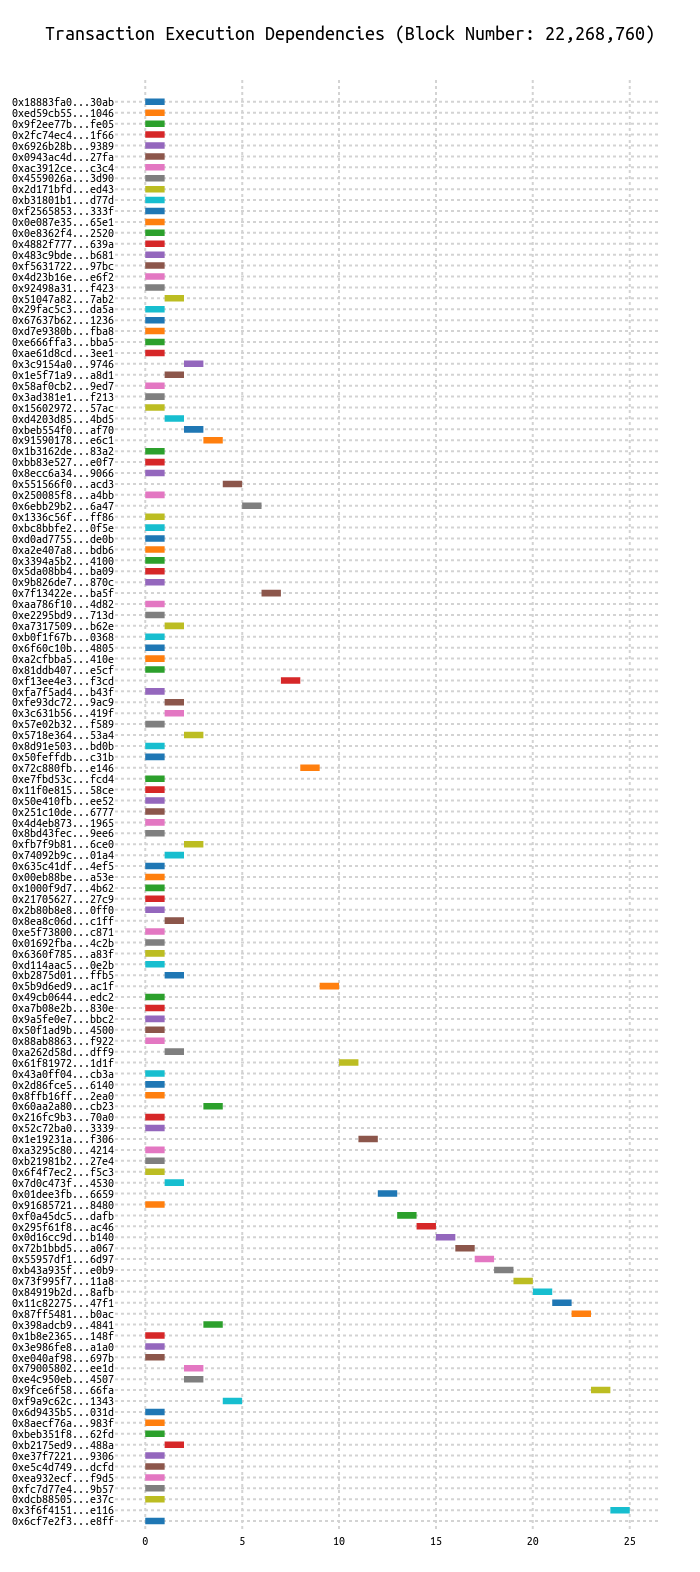 Transaction Execution Dependencies (Block Number: 22,268,760)
0x18883fa0...30ab
0xed59cb55...1046
0x9f2ee77b...fe05
0x2fc74ec4...1f66
0x6926b28b...9389
0x0943ac4d...27fa
0xac3912ce...c3c4
0x4559026a...3d90
0x2d171bfd...ed43
0xb31801b1...d77d
0xf2565853...333f
0x0e087e35...65e1
0x0e8362f4...2520
0x4882f777...639a
0x483c9bde...b681
0xf5631722...97bc
0x4d23b16e...e6f2
0x92498a31...f423
0x51047a82...7ab2
0x29fac5c3...da5a
0x67637b62...1236
0xd7e9380b...fba8
0xe666ffa3...bba5
0xae61d8cd...3ee1
0x3c9154a0...9746
0x1e5f71a9...a8d1
0x58af0cb2...9ed7
0x3ad381e1...f213
0x15602972...57ac
0xd4203d85...4bd5
0xbeb554f0...af70
0x91590178...e6c1
0x1b3162de...83a2
0xbb83e527...e0f7
0x8ecc6a34...9066
0x551566f0...acd3
0x250085f8...a4bb
0x6ebb29b2...6a47
0x1336c56f...ff86
0xbc8bbfe2...0f5e
0xd0ad7755...de0b
0xa2e407a8...bdb6
0x3394a5b2...4100
0x5da08bb4...ba09
0x9b826de7...870c
0x7f13422e...ba5f
0xaa786f10...4d82
0xe2295bd9...713d
0xa7317509...b62e
0xb0f1f67b...0368
0x6f60c10b...4805
0xa2cfbba5...410e
0x81ddb407...e5cf
0xf13ee4e3...f3cd
0xfa7f5ad4...b43f
0xfe93dc72...9ac9
0x3c631b56...419f
0x57e02b32...f589
0x5718e364...53a4
0x8d91e503...bd0b
0x50feffdb...c31b
0x72c880fb...e146
0xe7fbd53c...fcd4
0x11f0e815...58ce
0x50e410fb...ee52
0x251c10de...6777
0x4d4eb873...1965
0x8bd43fec...9ee6
0xfb7f9b81...6ce0
0x74092b9c...01a4
0x635c41df...4ef5
0x00eb88be...a53e
0x1000f9d7...4b62
0x21705627...27c9
0x2b80b8e8...0ff0
0x8ea8c06d...c1ff
0xe5f73800...c871
0x01692fba...4c2b
0x6360f785...a83f
0xd114aac5...0e2b
0xb2875d01...ffb5
0x5b9d6ed9...ac1f
0x49cb0644...edc2
0xa7b08e2b...830e
0x9a5fe0e7...bbc2
0x50f1ad9b...4500
0x88ab8863...f922
0xa262d58d...dff9
0x61f81972...1d1f
0x43a0ff04...cb3a
0x2d86fce5...6140
0x8ffb16ff...2ea0
0x60aa2a80...cb23
0x216fc9b3...70a0
0x52c72ba0...3339
0x1e19231a...f306
0xa3295c80...4214
0xb21981b2...27e4
0x6f4f7ec2...f5c3
0x7d0c473f...4530
0x01dee3fb...6659
0x91685721...8480
0xf0a45dc5...dafb
0x295f61f8...ac46
0x0d16cc9d...b140
0x72b1bbd5...a067
0x55957df1...6d97
0xb43a935f...e0b9
0x73f995f7...11a8
0x84919b2d...8afb
0x11c82275...47f1
0x87ff5481...b0ac
0x398adcb9...4841
0x1b8e2365...148f
0x3e986fe8...a1a0
0xe040af98...697b
0x79005802...ee1d
0xe4c950eb...4507
0x9fce6f58...66fa
0xf9a9c62c...1343
0x6d9435b5...031d
0x8aecf76a...983f
0xbeb351f8...62fd
0xb2175ed9...488a
0xe37f7221...9306
0xe5c4d749...dcfd
0xea932ecf...f9d5
0xfc7d77e4...9b57
0xdcb88505...e37c
0x3f6f4151...e116
0x6cf7e2f3...e8ff
0 5 10 15 20 25